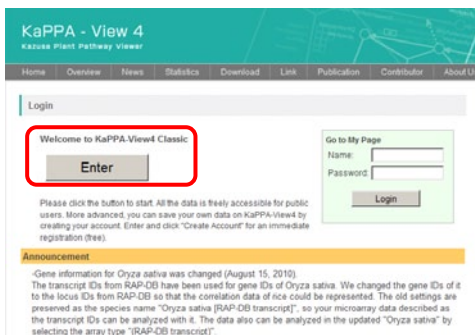 KaPPA - View 4
Kazusa Plant Pathway Viewer
Home Overview News Statistics Download Link Publication Contributor About U
Login
Welcome to KaPPA-View4 Classic
Enter
Go to My Page
Name:
Password:
Login
Please click the button to start. All the data is freely accessible for public
users. More advanced, you can save your own data on KaPPA-View4 by
creating your account. Enter and click "Create Account" for an immediate
registration (free).
Announcement
-Gene information for Oryza sativa was changed (August 15, 2010).
The transcript IDs from RAP-DB have been used for gene IDs of Oryza sativa. We changed the gene IDs of it
to the locus IDs from RAP-DB so that the correlation data of rice could be represented. The old settings are
preserved as the species name "Oryza sativa [RAP-DB transcript]", so your microarray data described as
the transcript IDs can be analyzed with it. The data also can be analyzed in the updated "Oryza sativa" by
selecting the array type "(RAP-DB transcript)".